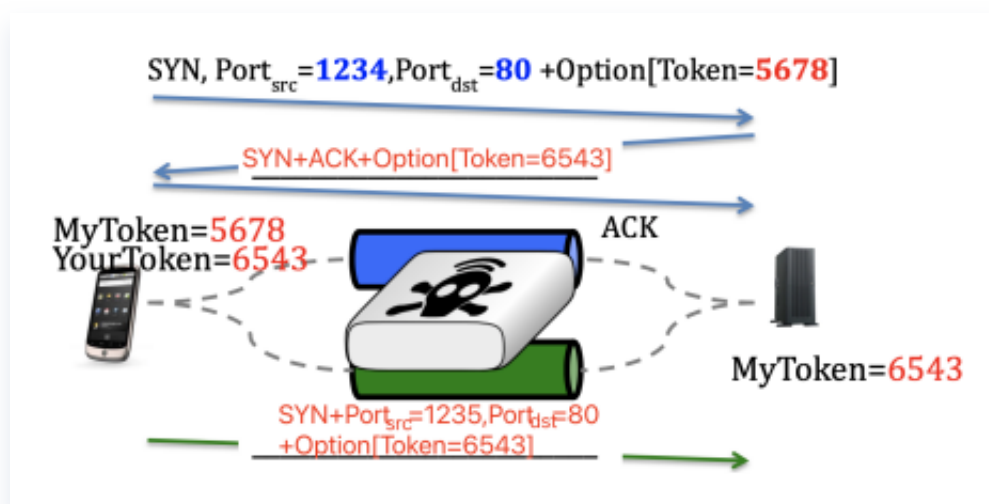 SYN, Portsrc=1234,Portdst=80 +Option[Token=5678]
SYN+ACK+Option[Token=6543]
MyToken=5678
YourToken=6543
ACK
MyToken=6543
SYN+Portsrc=1235,Portdst=80
+Option[Token=6543]